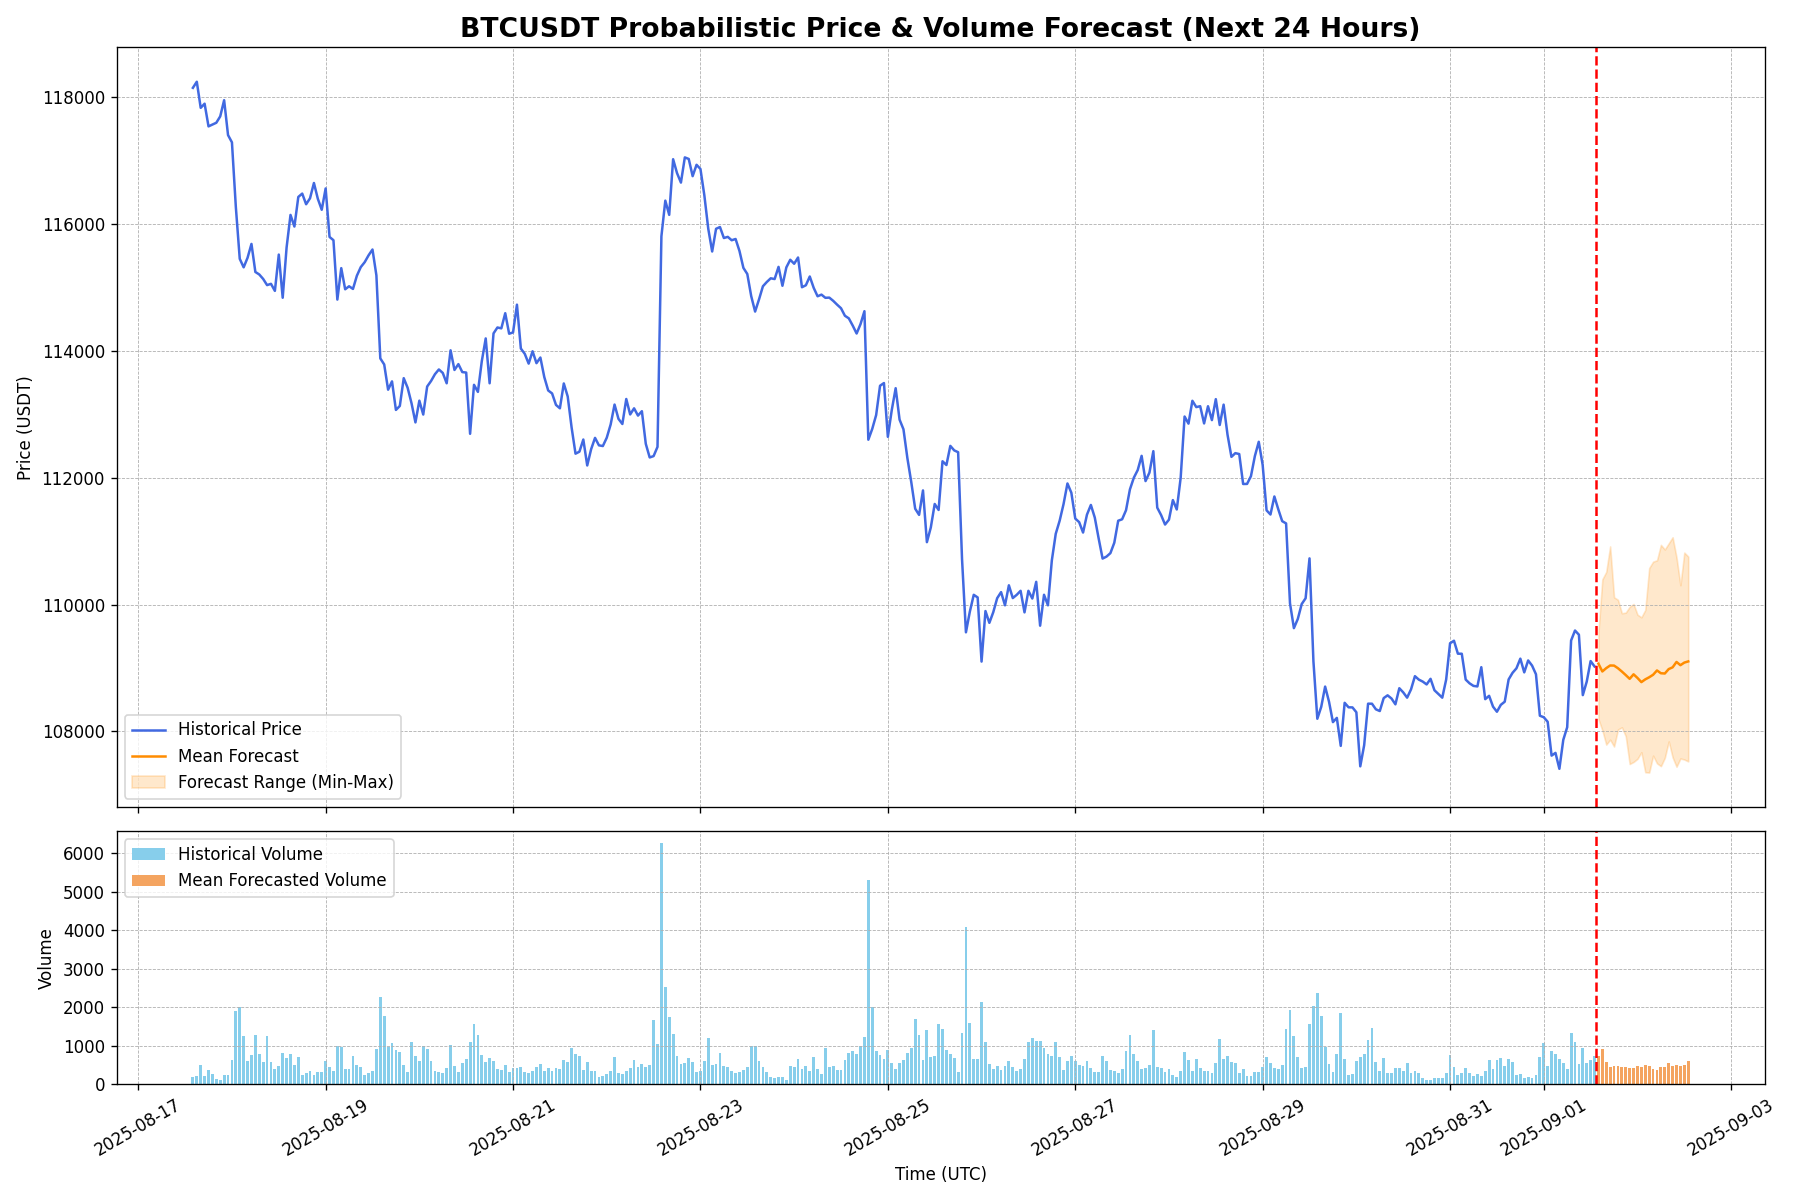 BTCUSDT Probabilistic Price & Volume Forecast (Next 24 Hours)
Price (USDT)
118000
116000
114000
112000
110000
108000
Historical Price
Mean Forecast
Forecast Range (Min-Max)
Volume
6000
5000
4000
3000
2000
1000
0
Historical Volume
Mean Forecasted Volume
2025-08-17
2025-08-19
2025-08-21
2025-08-23
2025-08-25
2025-08-27
2025-08-29
2025-08-31
2025-09-01
2025-09-03
Time (UTC)